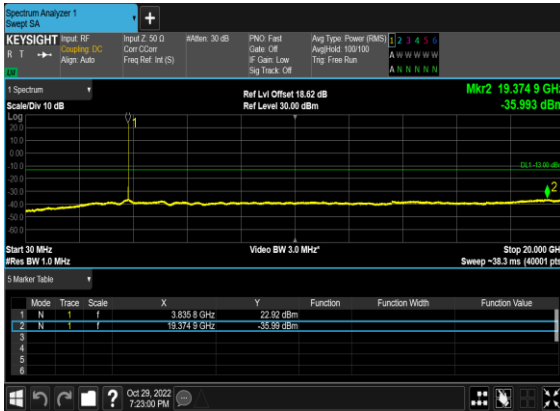 Spectrum Analyzer 1
Swept SA
KEYSIGHT
R T
Input: RF
Coupling: DC
Align: Auto
Input Z: 50 Ω
Corr CCorr
Freq Ref: Int (S)
#Atten: 30 dB
PNO: Fast
Gate: Off
IF Gain: Low
Sig Track: Off
Avg Type: Power (RMS)
Avg|Hold: 100/100
Trig: Free Run
1 2 3 4 5 6
A W W W W W
A N N N N N
1 Spectrum
Scale/Div 10 dB
Ref Lvl Offset 18.62 dB
Ref Level 30.00 dBm
Mkr2 19.374 9 GHz
-35.993 dBm
Log
20.0
10.0
0.00
-10.0
-20.0
-30.0
-40.0
-50.0
-60.0
1
DL1 -13.00 dBm
2
Start 30 MHz
#Res BW 1.0 MHz
Video BW 3.0 MHz*
Stop 20.000 GHz
Sweep ~38.3 ms (40001 pts)
5 Marker Table
Mode Trace Scale X Y Function Function Width Function Value
1 N 1 f 3.835 8 GHz 22.92 dBm
2 N 1 f 19.374 9 GHz -35.99 dBm
3
4
5
6
?
Oct 29, 2022
7:23:00 PM